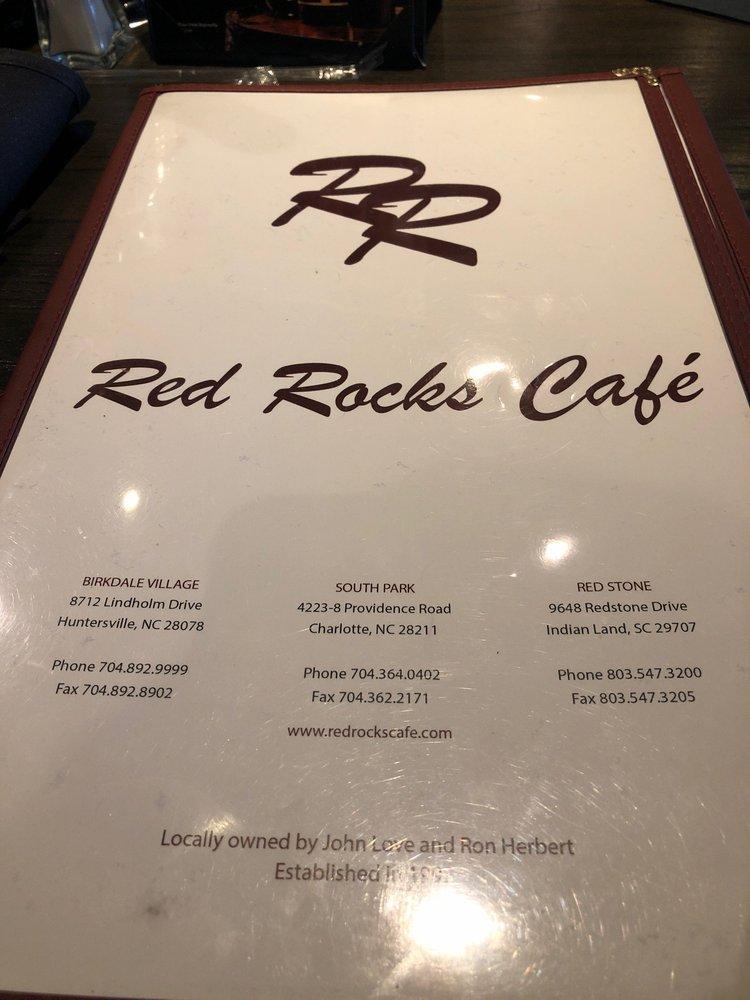 RR
Red Rocks Café
BIRKDALE VILLAGE
8712 Lindholm Drive
Huntersville, NC 28078
Phone 704.892.9999
Fax 704.892.8902
SOUTH PARK
4223-8 Providence Road
Charlotte, NC 28211
Phone 704.364.0402
Fax 704.362.2171
RED STONE
9648 Redstone Drive
Indian Land, SC 29707
Phone 803.547.3200
Fax 803.547.3205
www.redrockscafe.com
Locally owned by John Love and Ron Herbert
Established in